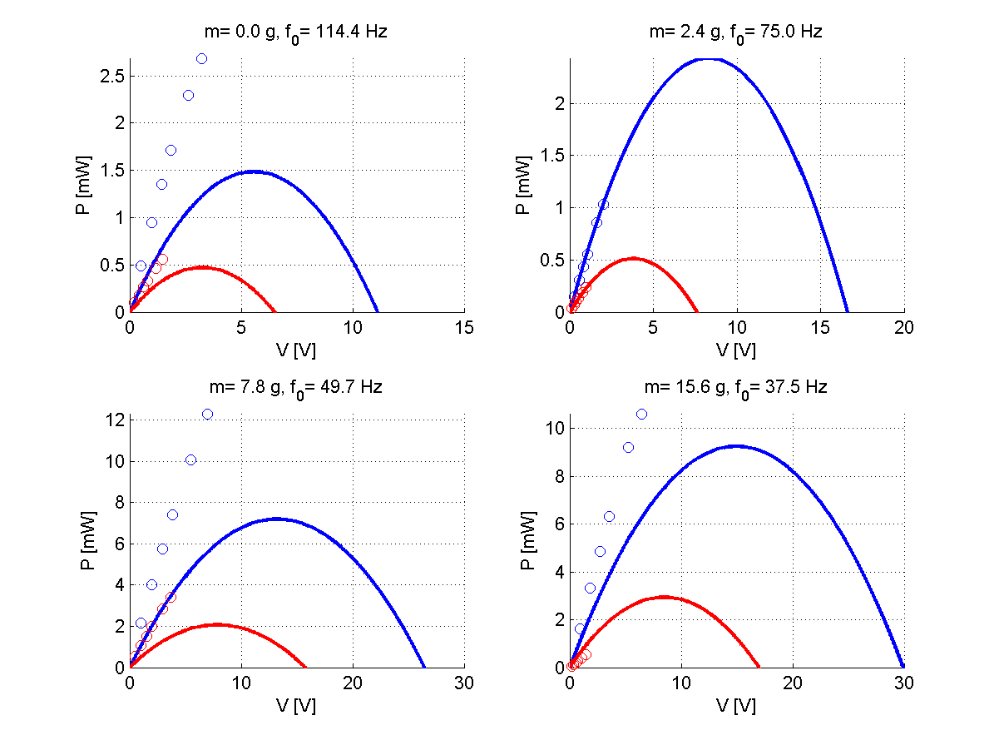 m= 0.0 g, f0= 114.4 Hz
P [mW]
2.5
2
1.5
1
0.5
0
0 5 10 15
V [V]
m= 2.4 g, f0= 75.0 Hz
P [mW]
2
1.5
1
0.5
0
0 5 10 15 20
V [V]
m= 7.8 g, f0= 49.7 Hz
P [mW]
12
10
8
6
4
2
0
0 10 20 30
V [V]
m= 15.6 g, f0= 37.5 Hz
P [mW]
10
8
6
4
2
0
0 10 20 30
V [V]